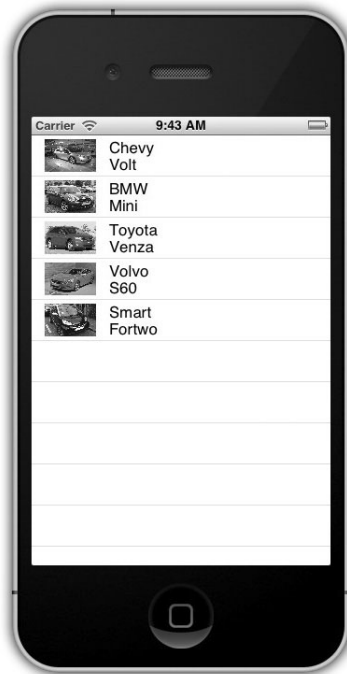 Carrier 9:43 AM
Chevy
Volt
BMW
Mini
Toyota
Venza
Volvo
S60
Smart
Fortwo